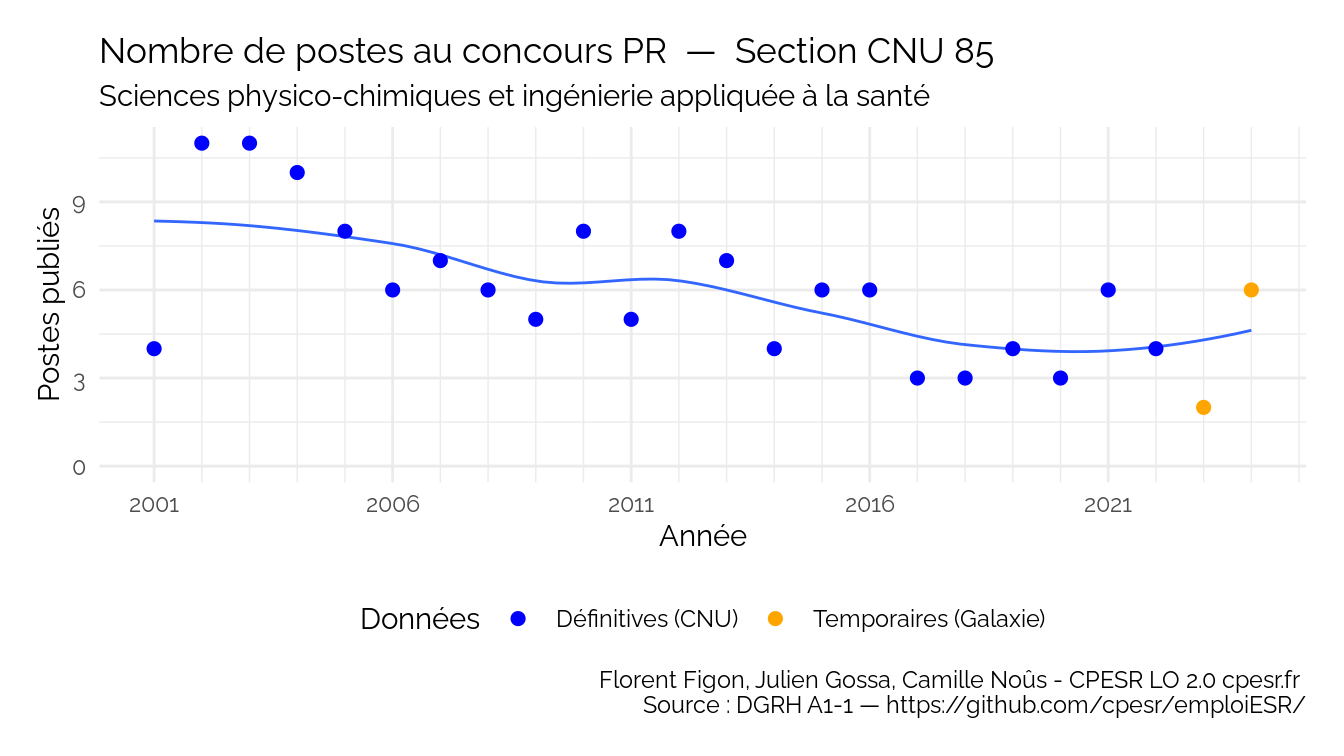 Nombre de postes au concours PR — Section CNU 85
Sciences physico-chimiques et ingénierie appliquée à la santé
Postes publiés
9
6
3
0
2001 2006 2011 2016 2021
Année
Données Définitives (CNU) Temporaires (Galaxie)
Florent Figon, Julien Gossa, Camille Noûs - CPESR LO 2.0 cpesr.fr
Source : DGRH A1-1 — https://github.com/cpesr/emploiESR/